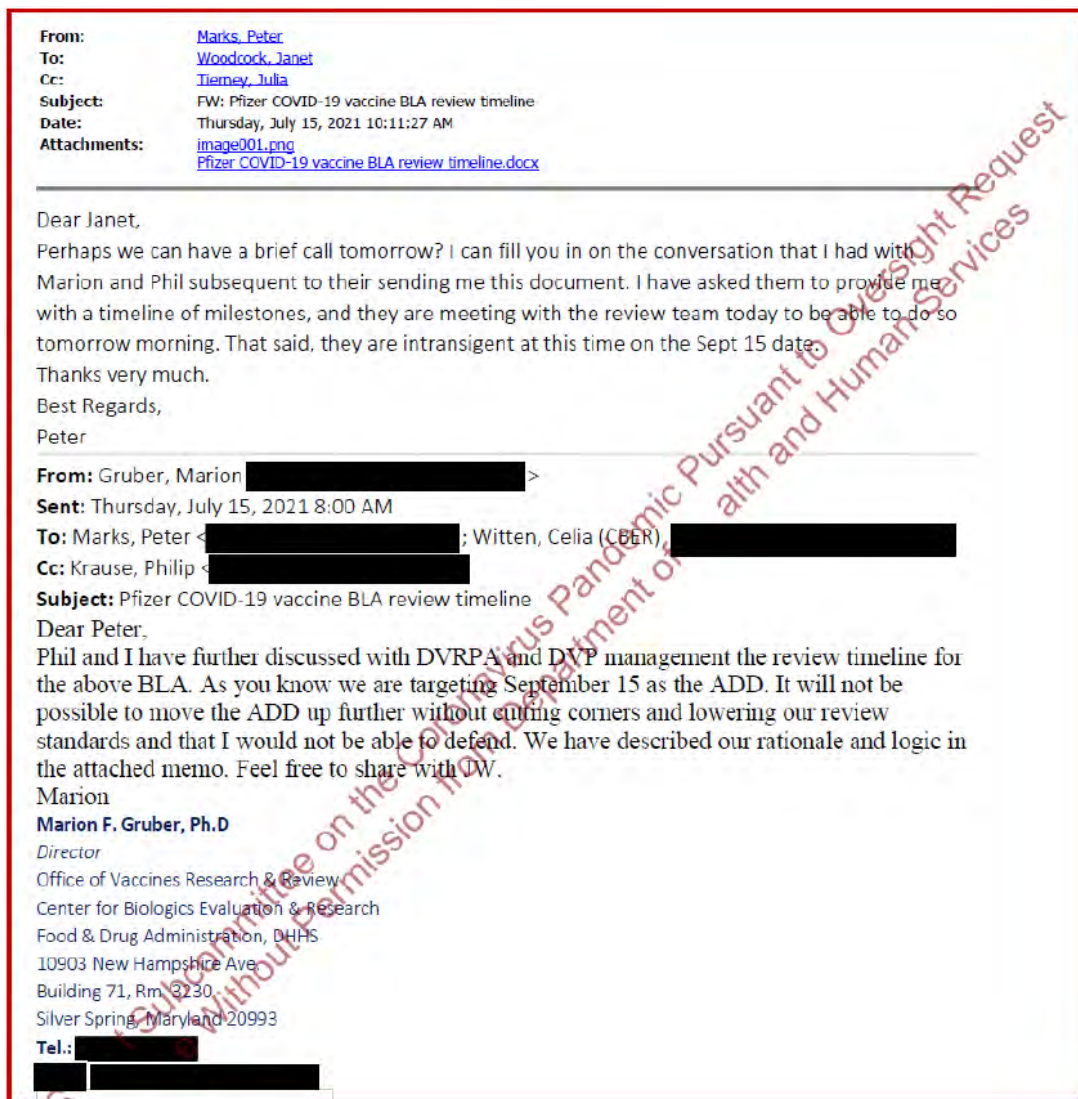 From: Marks, Peter
To: Woodcock, Janet
Cc: Tierney, Julia
Subject: FW: Pfizer COVID-19 vaccine BLA review timeline
Date: Thursday, July 15, 2021 10:11:27 AM
Attachments: image001.png
Pfizer COVID-19 vaccine BLA review timeline.docx
Dear Janet,
Perhaps we can have a brief call tomorrow? I can fill you in on the conversation that I had with
Marion and Phil subsequent to their sending me this document. I have asked them to provide me
with a timeline of milestones, and they are meeting with the review team today to be able to do so
tomorrow morning. That said, they are intransigent at this time on the Sept 15 date.
Thanks very much.
Best Regards,
Peter
From: Gruber, Marion >
Sent: Thursday, July 15, 2021 8:00 AM
To: Marks, Peter < ; Witten, Celia (CBER)
Cc: Krause, Philip <
Subject: Pfizer COVID-19 vaccine BLA review timeline
Dear Peter,
Phil and I have further discussed with DVRPA and DVP management the review timeline for
the above BLA. As you know we are targeting September 15 as the ADD. It will not be
possible to move the ADD up further without cutting corners and lowering our review
standards and that I would not be able to defend. We have described our rationale and logic in
the attached memo. Feel free to share with JW.
Marion
Marion F. Gruber, Ph.D
Director
Office of Vaccines Research & Review
Center for Biologics Evaluation & Research
Food & Drug Administration, DHHS
10903 New Hampshire Ave.
Building 71, Rm. 3230
Silver Spring, Maryland 20993
Tel.:
t Subcommittee on the Coronavirus Pandemic Pursuant to Oversight Request
Without Permission from Department of alth and Human Services